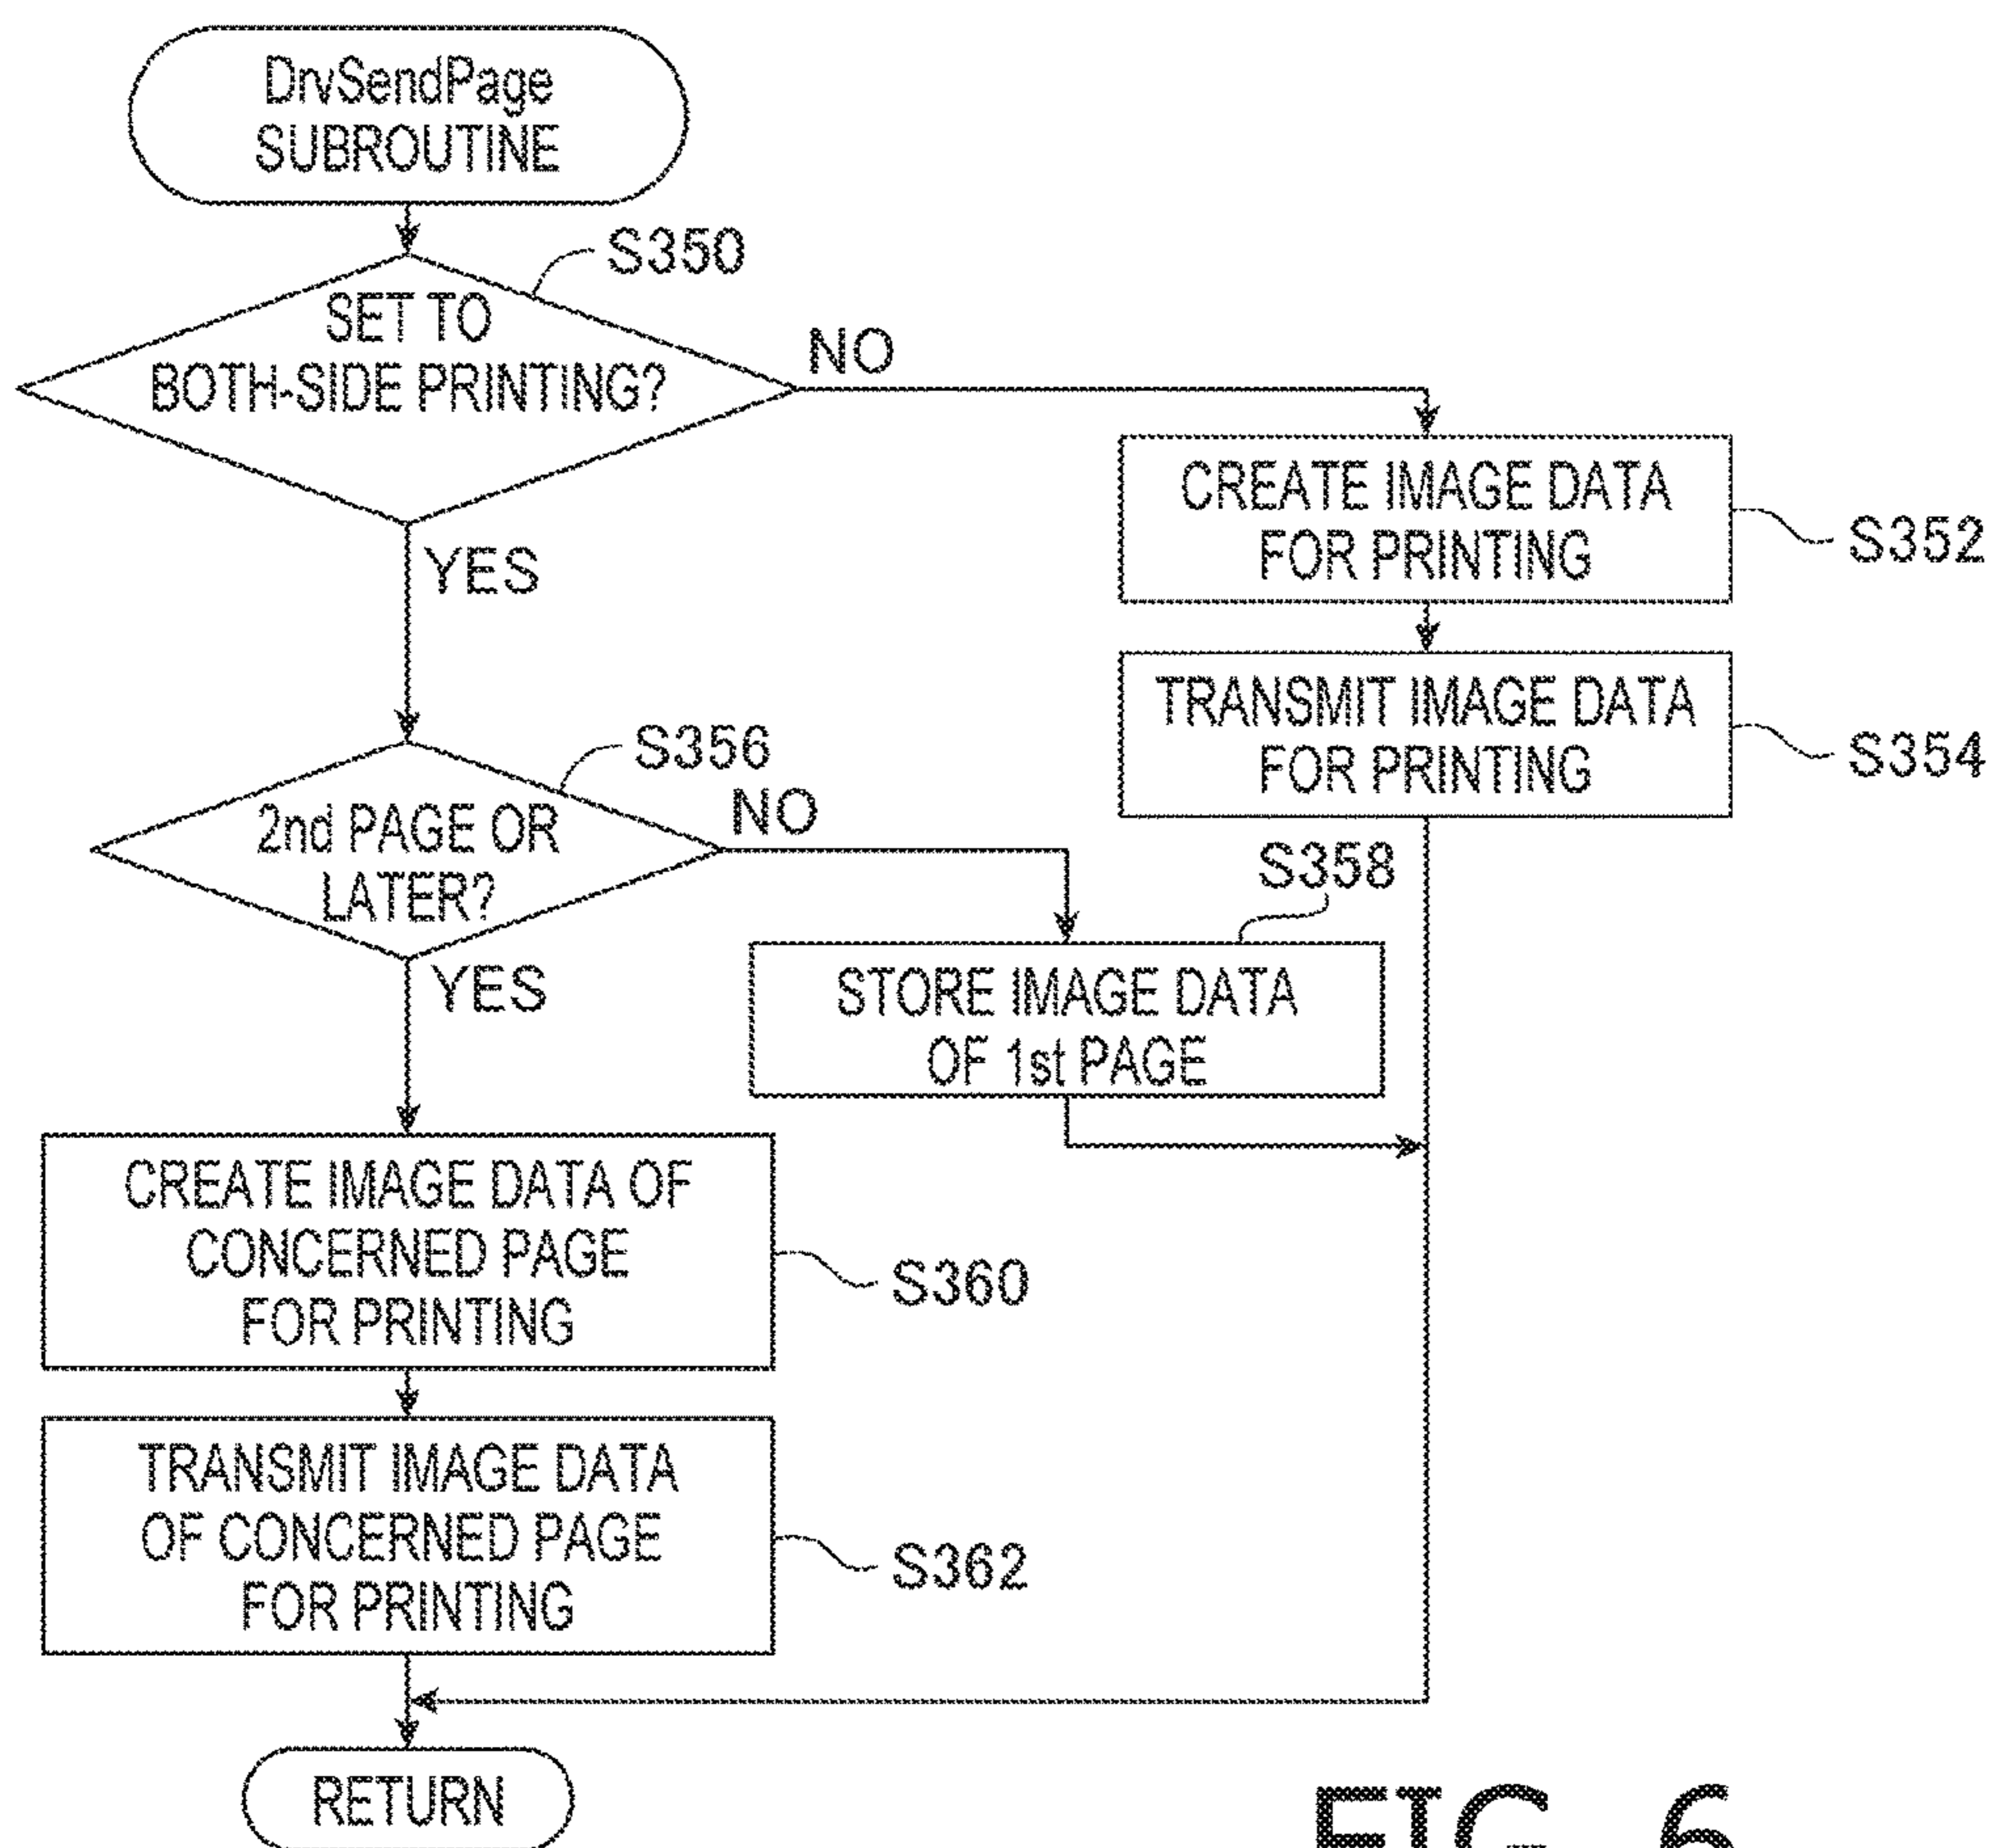 DrvSendPage
SUBROUTINE
S350
SET TO
BOTH-SIDE PRINTING?
NO
YES
CREATE IMAGE DATA
FOR PRINTING
S352
TRANSMIT IMAGE DATA
FOR PRINTING
S354
S356
2nd PAGE OR
LATER?
NO
YES
S358
STORE IMAGE DATA
OF 1st PAGE
CREATE IMAGE DATA OF
CONCERNED PAGE
FOR PRINTING
S360
TRANSMIT IMAGE DATA
OF CONCERNED PAGE
FOR PRINTING
S362
RETURN
FIG. 6